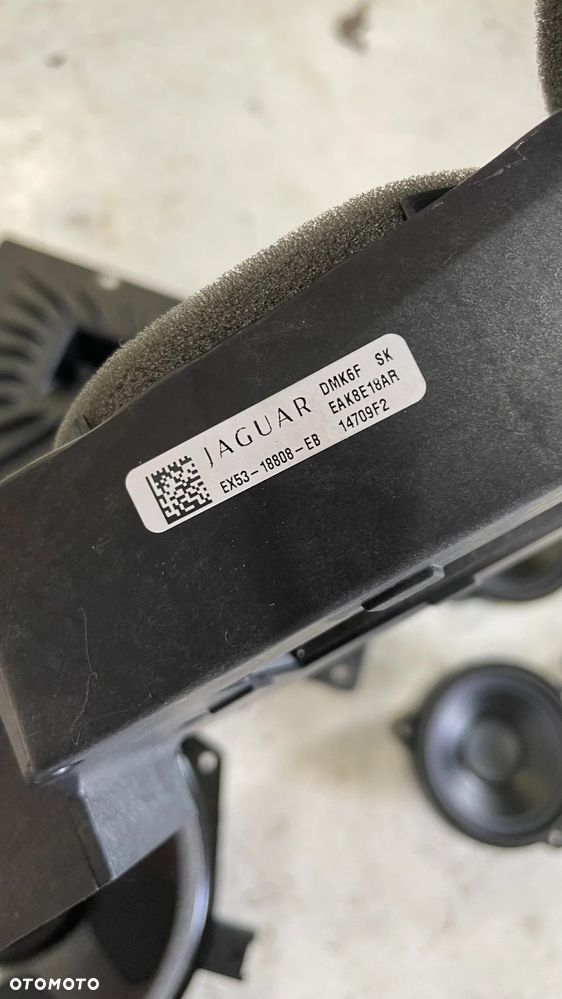 JAGUAR
EX53-18808-EB
DMK6F SK
EAK8E18AR
14709F2
OTOMOTO